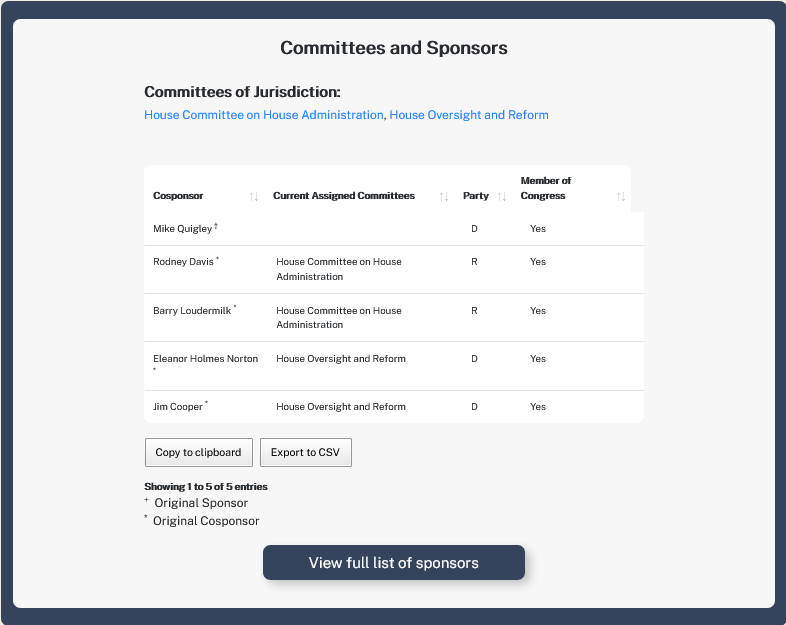 Committees and Sponsors
Committees of Jurisdiction:
House Committee on House Administration, House Oversight and Reform
Member of
Cosponsor ↑↓ Current Assigned Committees ↑↓ Party ↑↓ Congress ↑↓
Mike Quigley † D Yes
Rodney Davis * House Committee on House R Yes
Administration
Barry Loudermilk * House Committee on House R Yes
Administration
Eleanor Holmes Norton House Oversight and Reform D Yes
*
Jim Cooper * House Oversight and Reform D Yes
Copy to clipboard Export to CSV
Showing 1 to 5 of 5 entries
+ Original Sponsor
* Original Cosponsor
View full list of sponsors